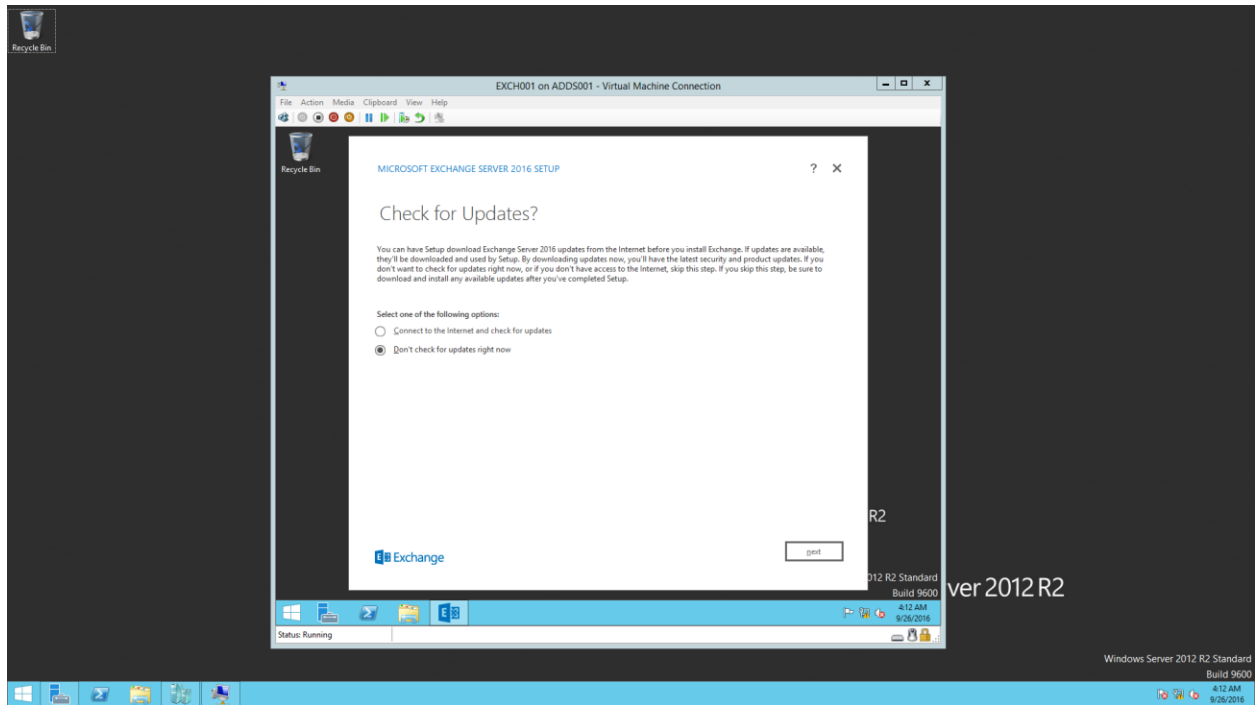 Recycle Bin
EXCH001 on ADDS001 - Virtual Machine Connection
File Action Media Clipboard View Help
Recycle Bin
MICROSOFT EXCHANGE SERVER 2016 SETUP
?
Check for Updates?
You can have Setup download Exchange Server 2016 updates from the Internet before you install Exchange. If updates are available,
they'll be downloaded and used by Setup. By downloading updates now, you'll have the latest security and product updates. If you
don't want to check for updates right now, or if you don't have access to the Internet, skip this step. If you skip this step, be sure to
download and install any available updates after you've completed Setup.
Select one of the following options:
Connect to the Internet and check for updates
Don't check for updates right now
R2
Exchange
next
012 R2 Standard
Build 9600
ver 2012 R2
4:12 AM
9/26/2016
Status: Running
Windows Server 2012 R2 Standard
Build 9600
4:12 AM
9/26/2016